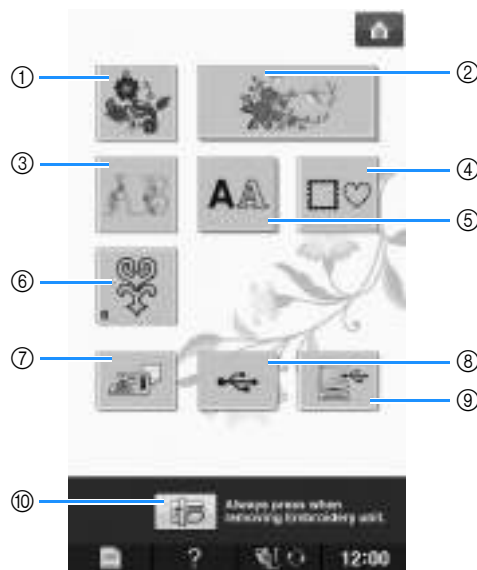 ①
②
③ AB
④
AA
⑤
⑥
⑦
⑧
⑨
⑩
Always press when
removing Embroidery unit.
? 12:00